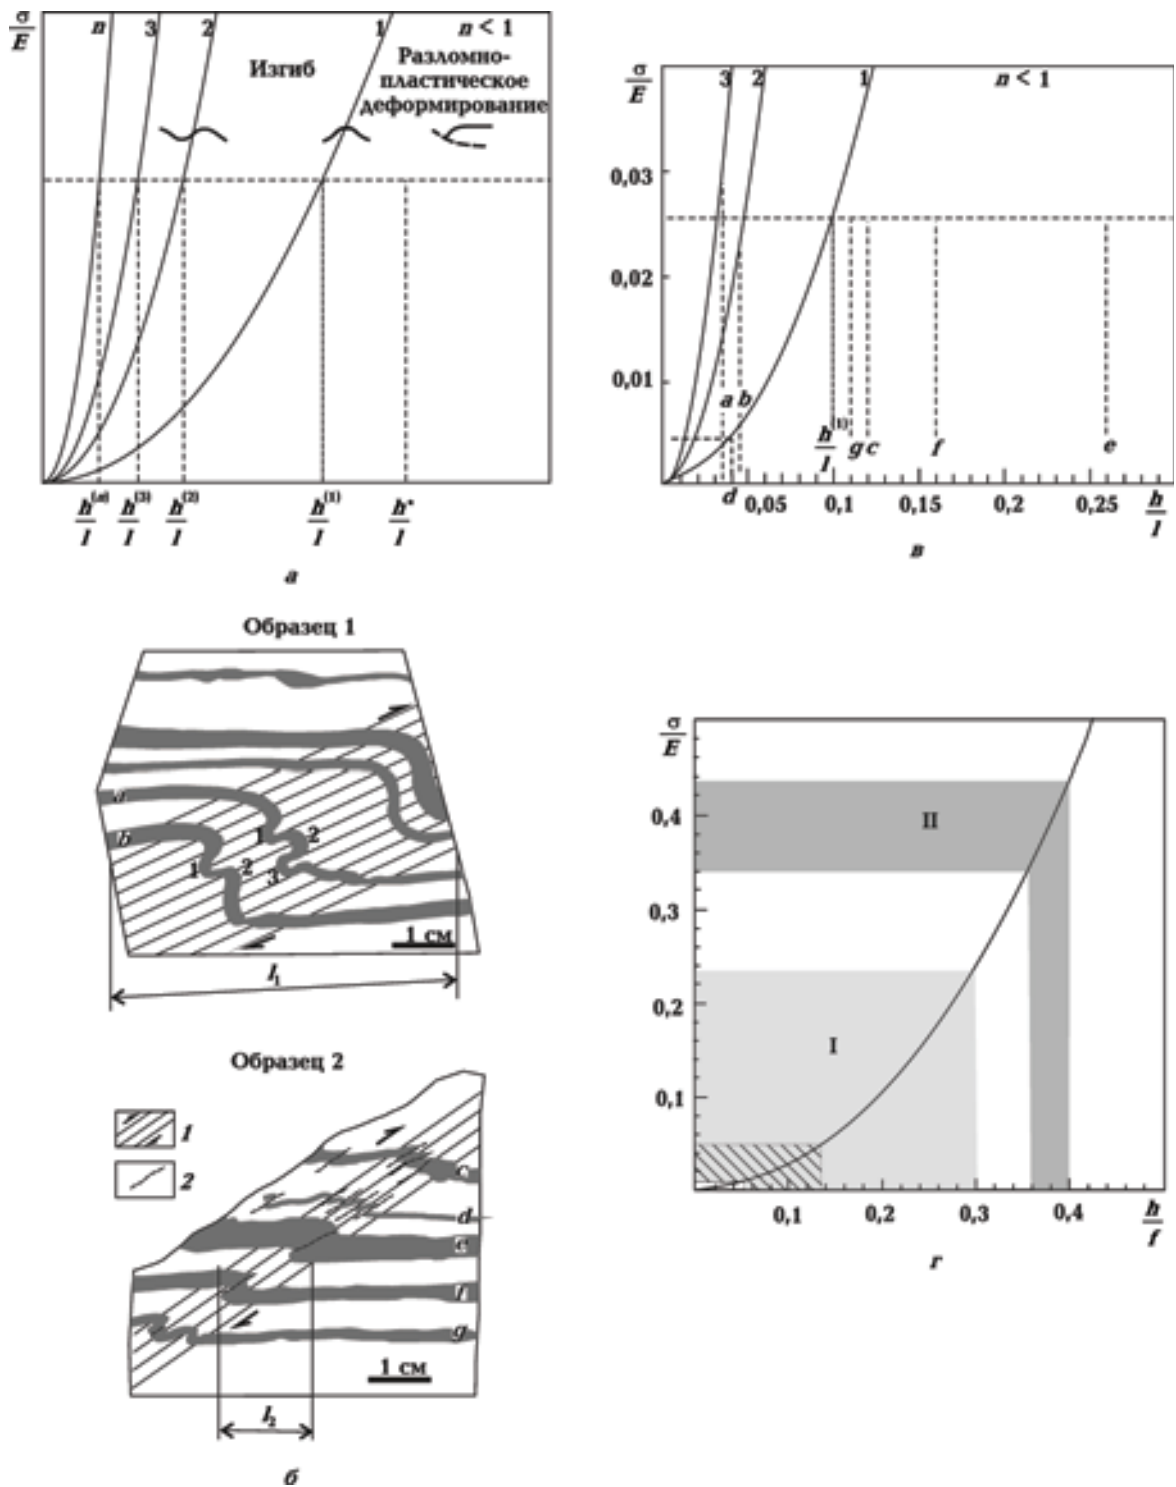 σ/E
n 3 2 1 n < 1
Изгиб
Разломно-
пластическое
деформирование
h/l⁽ⁿ⁾ h/l⁽³⁾ h/l⁽²⁾ h/l⁽¹⁾ h*/l
а
σ/E
3 2 1 n < 1
0,03
0,02
0,01
a b
h/l⁽¹⁾ g c f e
d 0,05 0,1 0,15 0,2 0,25 h/l
в
Образец 1
a
b
1 2
1 2
3
1 см
l₁
Образец 2
1
2
c
d
e
f
g
1 см
l₂
б
σ/E
0,4
II
0,3
0,2
I
0,1
0,1 0,2 0,3 0,4 h/f
г